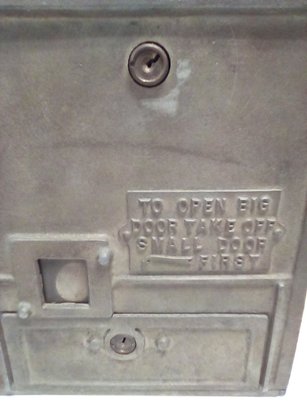 TO OPEN BIG
DOOR TAKE OFF
SMALL DOOR
FIRST